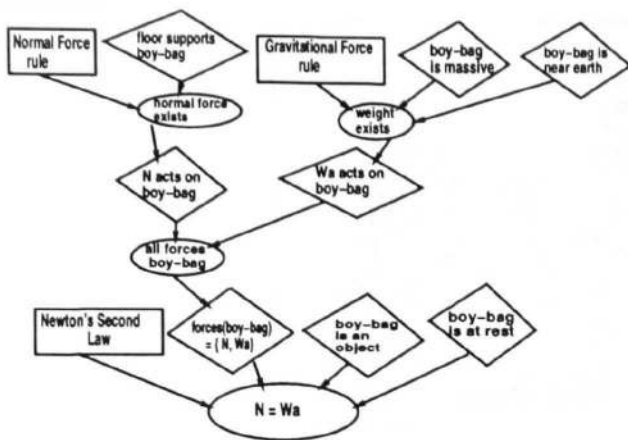 Normal Force
rule
floor supports
boy-bag
Gravitational Force
rule
boy-bag
is massive
boy-bag is
near earth
normal force
exists
weight
exists
N acts on
boy-bag
Wa acts on
boy-bag
all forces
boy-bag
Newton's Second
Law
forces(boy-bag)
= ( N, Wa)
boy-bag
is an
object
boy-bag
is at rest
N = Wa